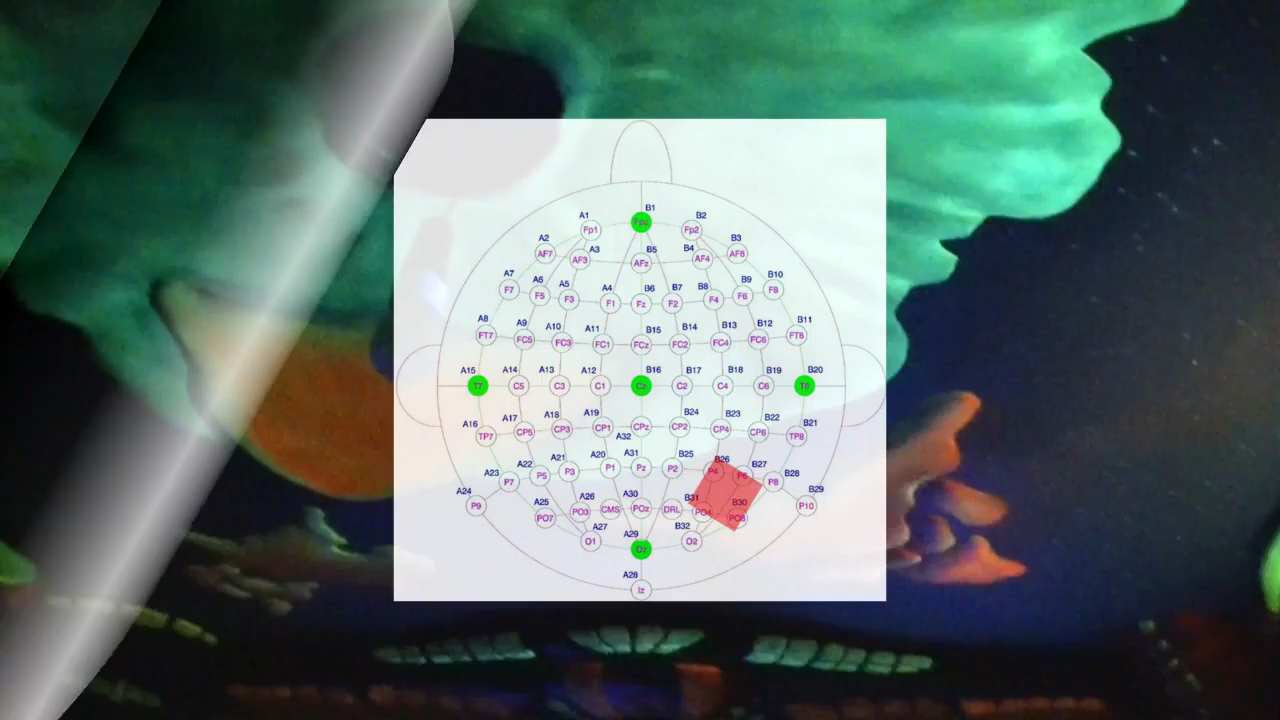 B1
A1 B2
Fp1 Fpz Fp2
A2 A3 B5 B4 B3
AF7 AF3 AFz AF4 AF8
A7 A6 A5 A4 B6 B7 B8 B9 B10
F7 F5 F3 F1 Fz F2 F4 F6 F8
A8 A9 A10 A11 B15 B14 B13 B12 B11
FT7 FC5 FC3 FC1 FCz FC2 FC4 FC6 FT8
A15 A14 A13 A12 B16 B17 B18 B19 B20
T7 C5 C3 C1 Cz C2 C4 C6 T8
A16 A17 A18 A19 A32 B24 B23 B22 B21
TP7 CP5 CP3 CP1 CPz CP2 CP4 CP6 TP8
A23 A22 A21 A20 A31 B25 B26 B27 B28
P7 P5 P3 P1 Pz P2 P4 P6 P8
A24 A25 A26 A30 B31 B30 B29
P9 PO7 PO3 CMS POz DRL PO4 PO8 P10
A27 A29 B32
O1 Oz O2
A28
Iz